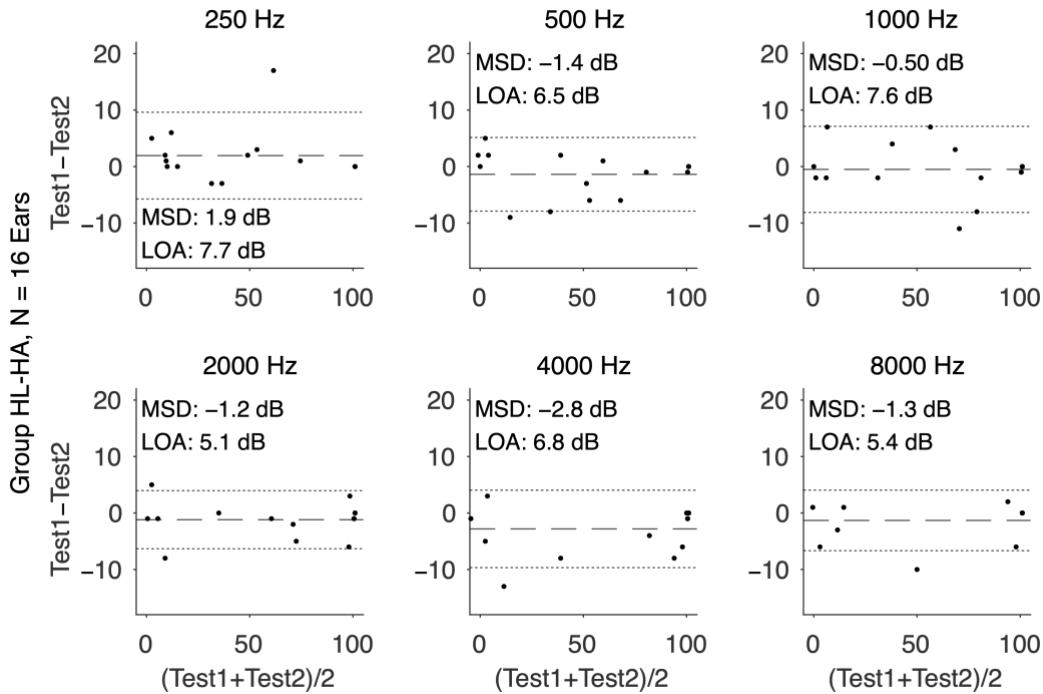 Group HL-HA, N = 16 Ears
250 Hz
500 Hz
1000 Hz
Test1−Test2
20
10
0
−10
MSD: 1.9 dB
LOA: 7.7 dB
0
50
100
20
10
0
−10
MSD: −1.4 dB
LOA: 6.5 dB
0
50
100
20
10
0
−10
MSD: −0.50 dB
LOA: 7.6 dB
0
50
100
2000 Hz
4000 Hz
8000 Hz
Test1−Test2
20
10
0
−10
MSD: −1.2 dB
LOA: 5.1 dB
0
50
100
(Test1+Test2)/2
20
10
0
−10
MSD: −2.8 dB
LOA: 6.8 dB
0
50
100
(Test1+Test2)/2
20
10
0
−10
MSD: −1.3 dB
LOA: 5.4 dB
0
50
100
(Test1+Test2)/2